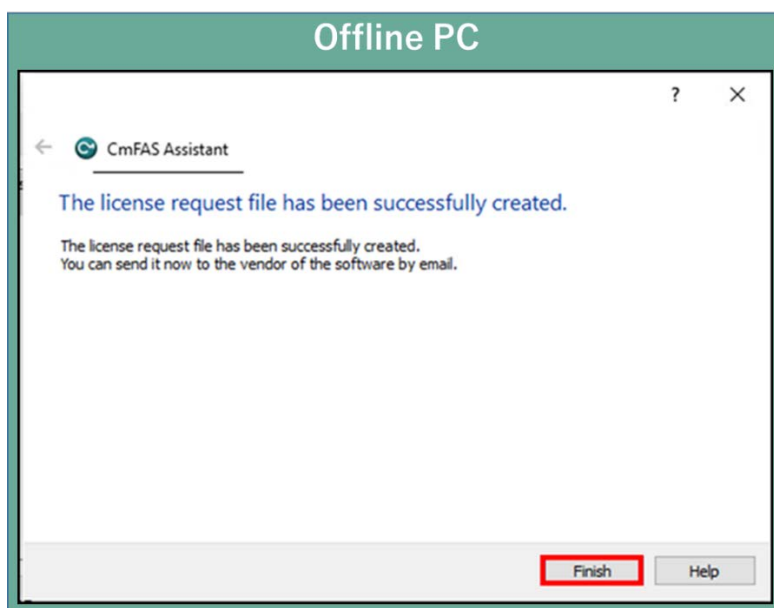 Offline PC
?
CmFAS Assistant
The license request file has been successfully created.
The license request file has been successfully created.
You can send it now to the vendor of the software by email.
Finish
Help